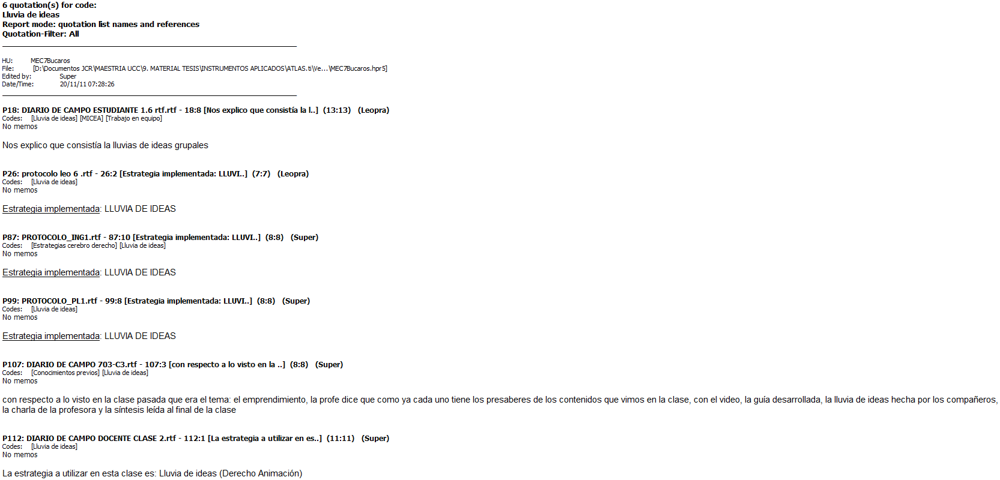 6 quotation(s) for code:
Lluvia de ideas
Report mode: quotation list names and references
Quotation-Filter: All
HU: MEC7Bucaros
File: [D:\Documentos JCR\MAESTRIA UCC\9. MATERIAL TESIS\INSTRUMENTOS APLICADOS\ATLAS.ti\Ve...\MEC7Bucaros.hpr5]
Edited by: Super
Date/Time: 20/11/11 07:28:26
P18: DIARIO DE CAMPO ESTUDIANTE 1.6 rtf.rtf - 18:8 [Nos explico que consistía la l..] (13:13) (Leopra)
Codes: [Lluvia de ideas] [MICEA] [Trabajo en equipo]
No memos
Nos explico que consistía la lluvias de ideas grupales
P26: protocolo leo 6 .rtf - 26:2 [Estrategia implementada: LLUVI..] (7:7) (Leopra)
Codes: [Lluvia de ideas]
No memos
Estrategia implementada: LLUVIA DE IDEAS
P87: PROTOCOLO_ING1.rtf - 87:10 [Estrategia implementada: LLUVI..] (8:8) (Super)
Codes: [Estrategias cerebro derecho] [Lluvia de ideas]
No memos
Estrategia implementada: LLUVIA DE IDEAS
P99: PROTOCOLO_PL1.rtf - 99:8 [Estrategia implementada: LLUVI..] (8:8) (Super)
Codes: [Lluvia de ideas]
No memos
Estrategia implementada: LLUVIA DE IDEAS
P107: DIARIO DE CAMPO 703-C3.rtf - 107:3 [con respecto a lo visto en la ..] (8:8) (Super)
Codes: [Conocimientos previos] [Lluvia de ideas]
No memos
con respecto a lo visto en la clase pasada que era el tema: el emprendimiento, la profe dice que como ya cada uno tiene los presaberes de los contenidos que vimos en la clase, con el video, la guía desarrollada, la lluvia de ideas hecha por los compañeros,
la charla de la profesora y la síntesis leída al final de la clase
P112: DIARIO DE CAMPO DOCENTE CLASE 2.rtf - 112:1 [La estrategia a utilizar en es..] (11:11) (Super)
Codes: [Lluvia de ideas]
No memos
La estrategia a utilizar en esta clase es: Lluvia de ideas (Derecho Animación)